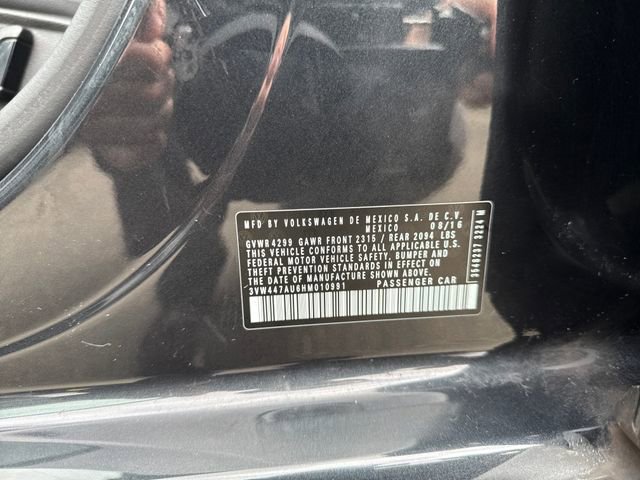 MFD BY VOLKSWAGEN DE MEXICO S.A. DE C.V.
MEXICO 08/16
GVWR 4299 GAWR FRONT 2315 / REAR 2094 LBS
THIS VEHICLE CONFORMS TO ALL APPLICABLE U.S.
FEDERAL MOTOR VEHICLE SAFETY, BUMPER AND
THEFT PREVENTION STANDARDS IN EFFECT ON
THE DATE OF MANUFACTURE SHOWN ABOVE.
3VW447AU6HM010991 PASSENGER CAR